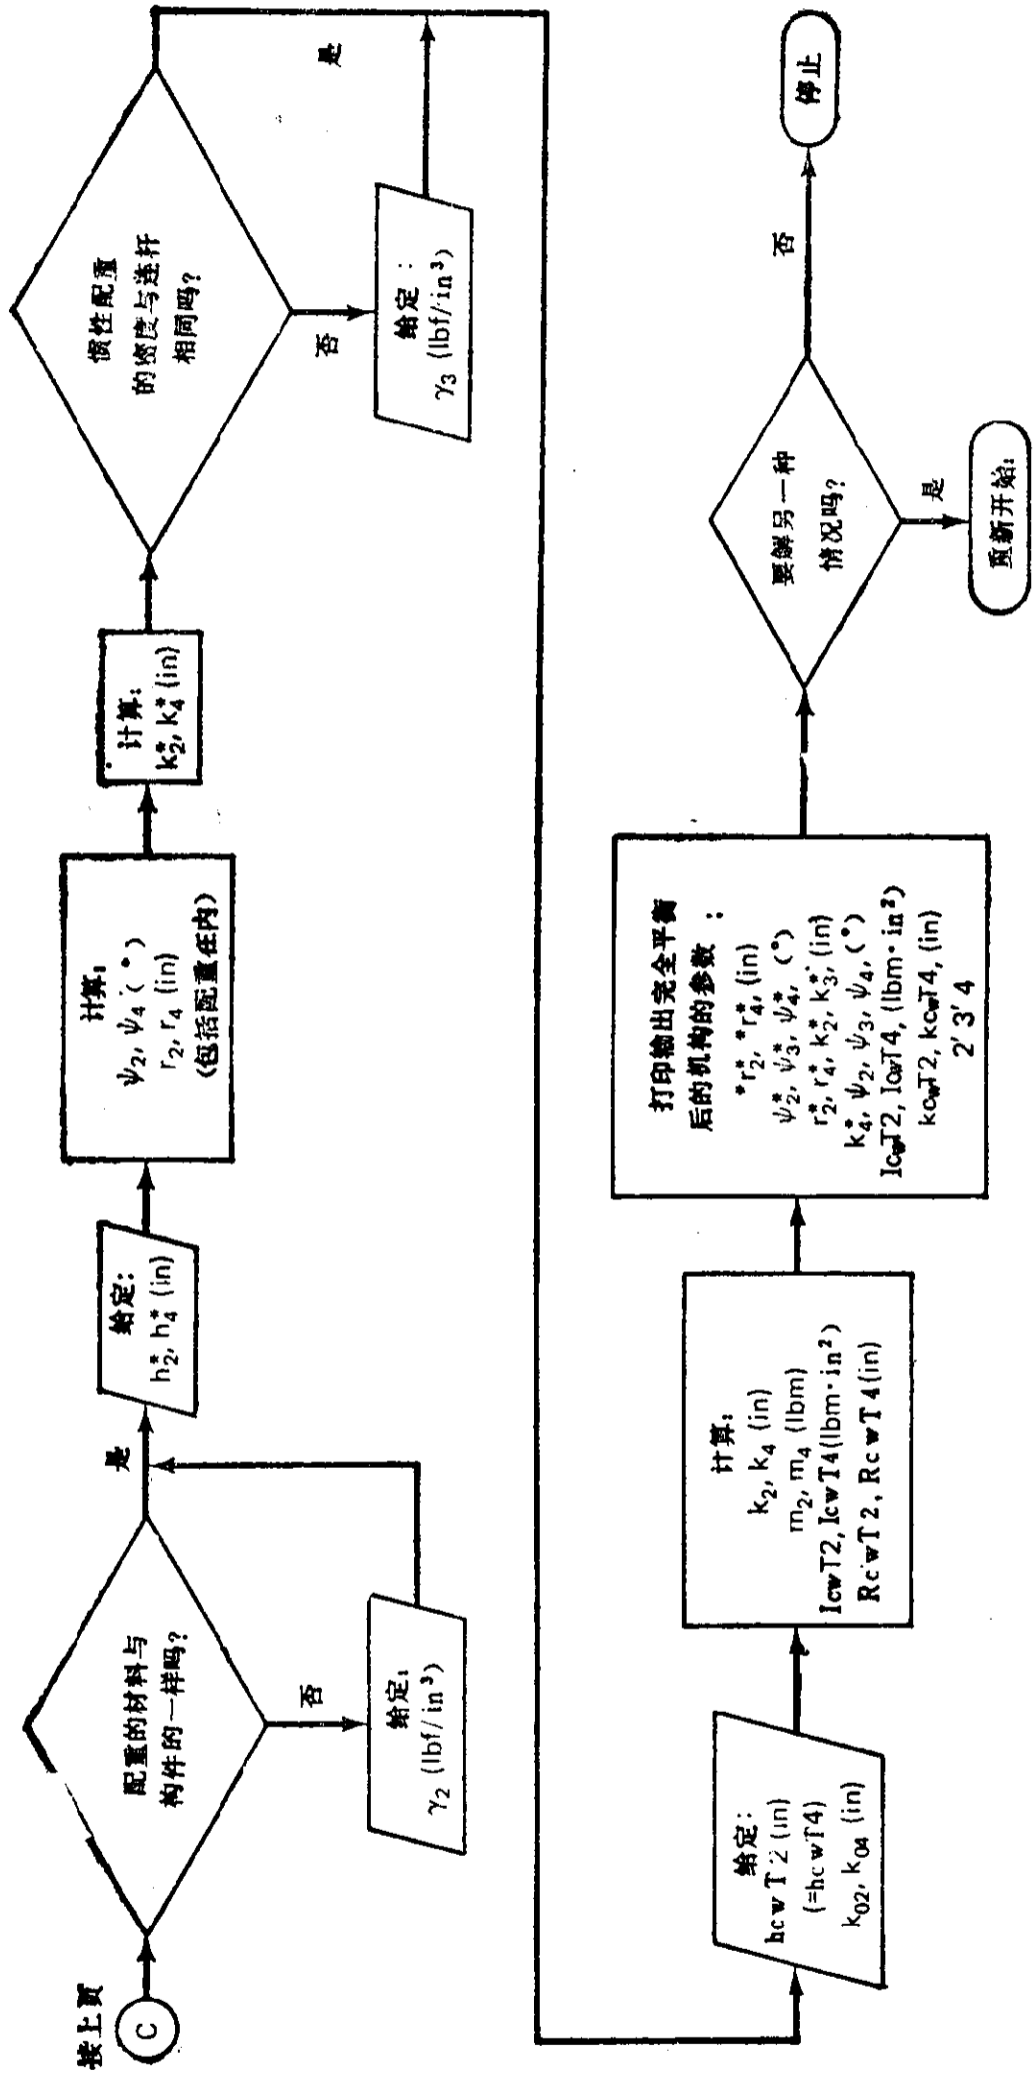 接上页
C
配重的材料与
构件的一样吗?
是
否
给定:
γ₂ (lbf/in³)
给定:
h₂*, h₄* (in)
计算:
ψ₂, ψ₄ (°)
r₂, r₄ (in)
(包括配重在内)
计算:
k₂*, k₄* (in)
惯性配重
的密度与连杆
相同吗?
是
否
给定:
γ₃ (lbf/in³)
给定:
hcwT2 (in)
(=hcwT4)
k₀₂, k₀₄ (in)
计算:
k₂, k₄ (in)
m₂, m₄ (lbm)
IcwT2, IcwT4(lbm·in²)
RcwT2, RcwT4(in)
打印输出完全平衡
后的机构的参数:
*r₂*, *r₄*, (in)
ψ₂*, ψ₃*, ψ₄*, (°)
r₂*, r₄*, k₂*, k₃*, (in)
k₄*, ψ₂, ψ₃, ψ₄, (°)
IcwT2, IcwT4, (lbm·in²)
kcwT2, kcwT4, (in)
2′3′4
要解另一种
情况吗?
否
停止
是
重新开始: